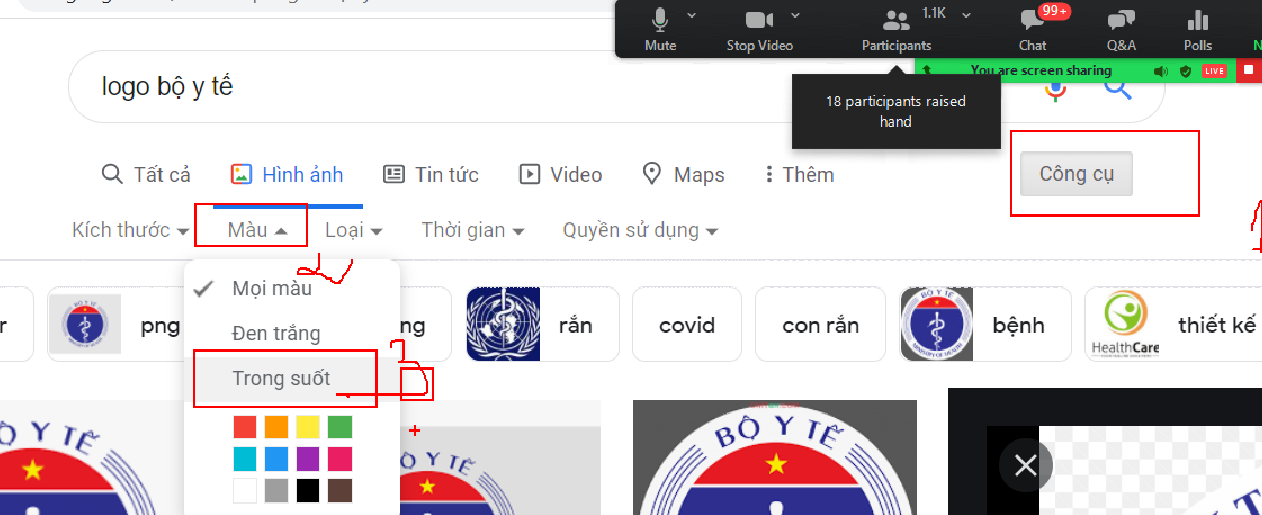 1.1K
99+
Mute
Stop Video
Participants
Chat
Q&A
Polls
You are screen sharing
LIVE
logo bộ y tế
18 participants raised
hand
Tất cả
Hình ảnh
Tin tức
Video
Maps
Thêm
Công cụ
Kích thước
Màu
Loại
Thời gian
Quyền sử dụng
Mọi màu
Đen trắng
Trong suốt
r
BỘ Y TẾ
png
ng
rắn
covid
con rắn
bệnh
HealthCare
thiết kế
BỘ Y TẾ
BỘ Y TẾ
BỘ Y TẾ